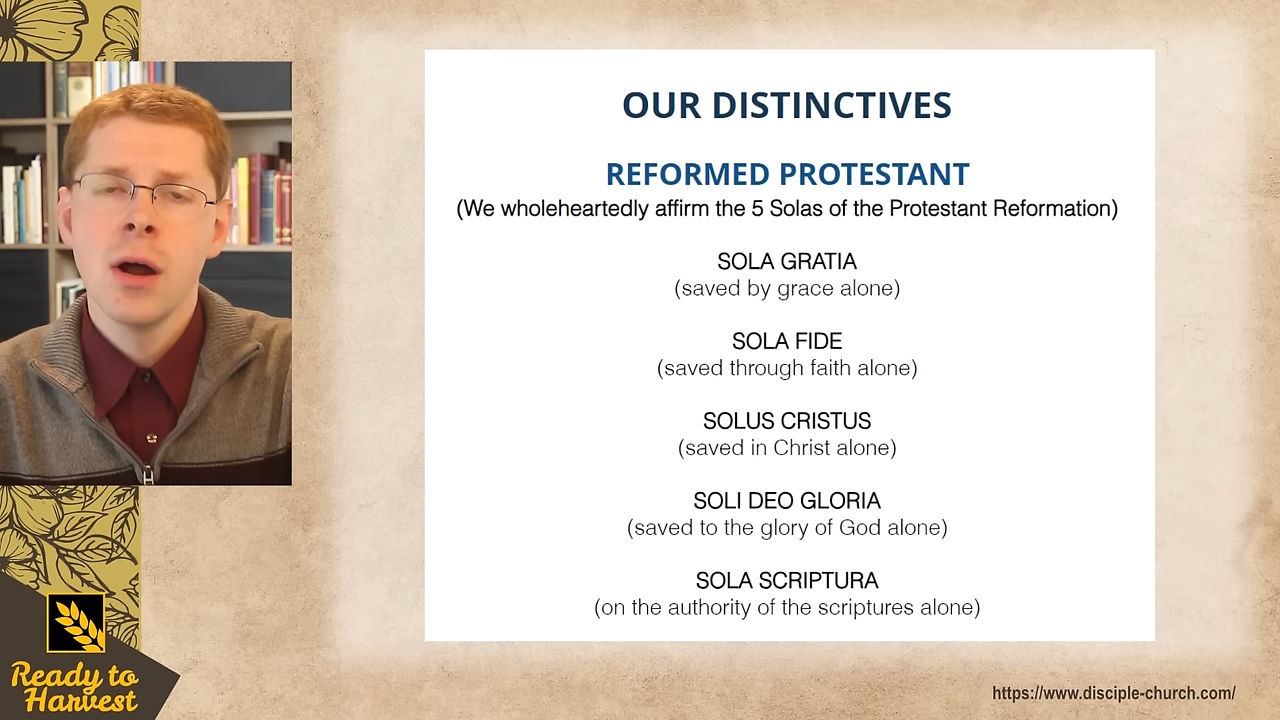 OUR DISTINCTIVES
REFORMED PROTESTANT
(We wholeheartedly affirm the 5 Solas of the Protestant Reformation)
SOLA GRATIA
(saved by grace alone)
SOLA FIDE
(saved through faith alone)
SOLUS CRISTUS
(saved in Christ alone)
SOLI DEO GLORIA
(saved to the glory of God alone)
SOLA SCRIPTURA
(on the authority of the scriptures alone)
Ready to
Harvest
https://www.disciple-church.com/